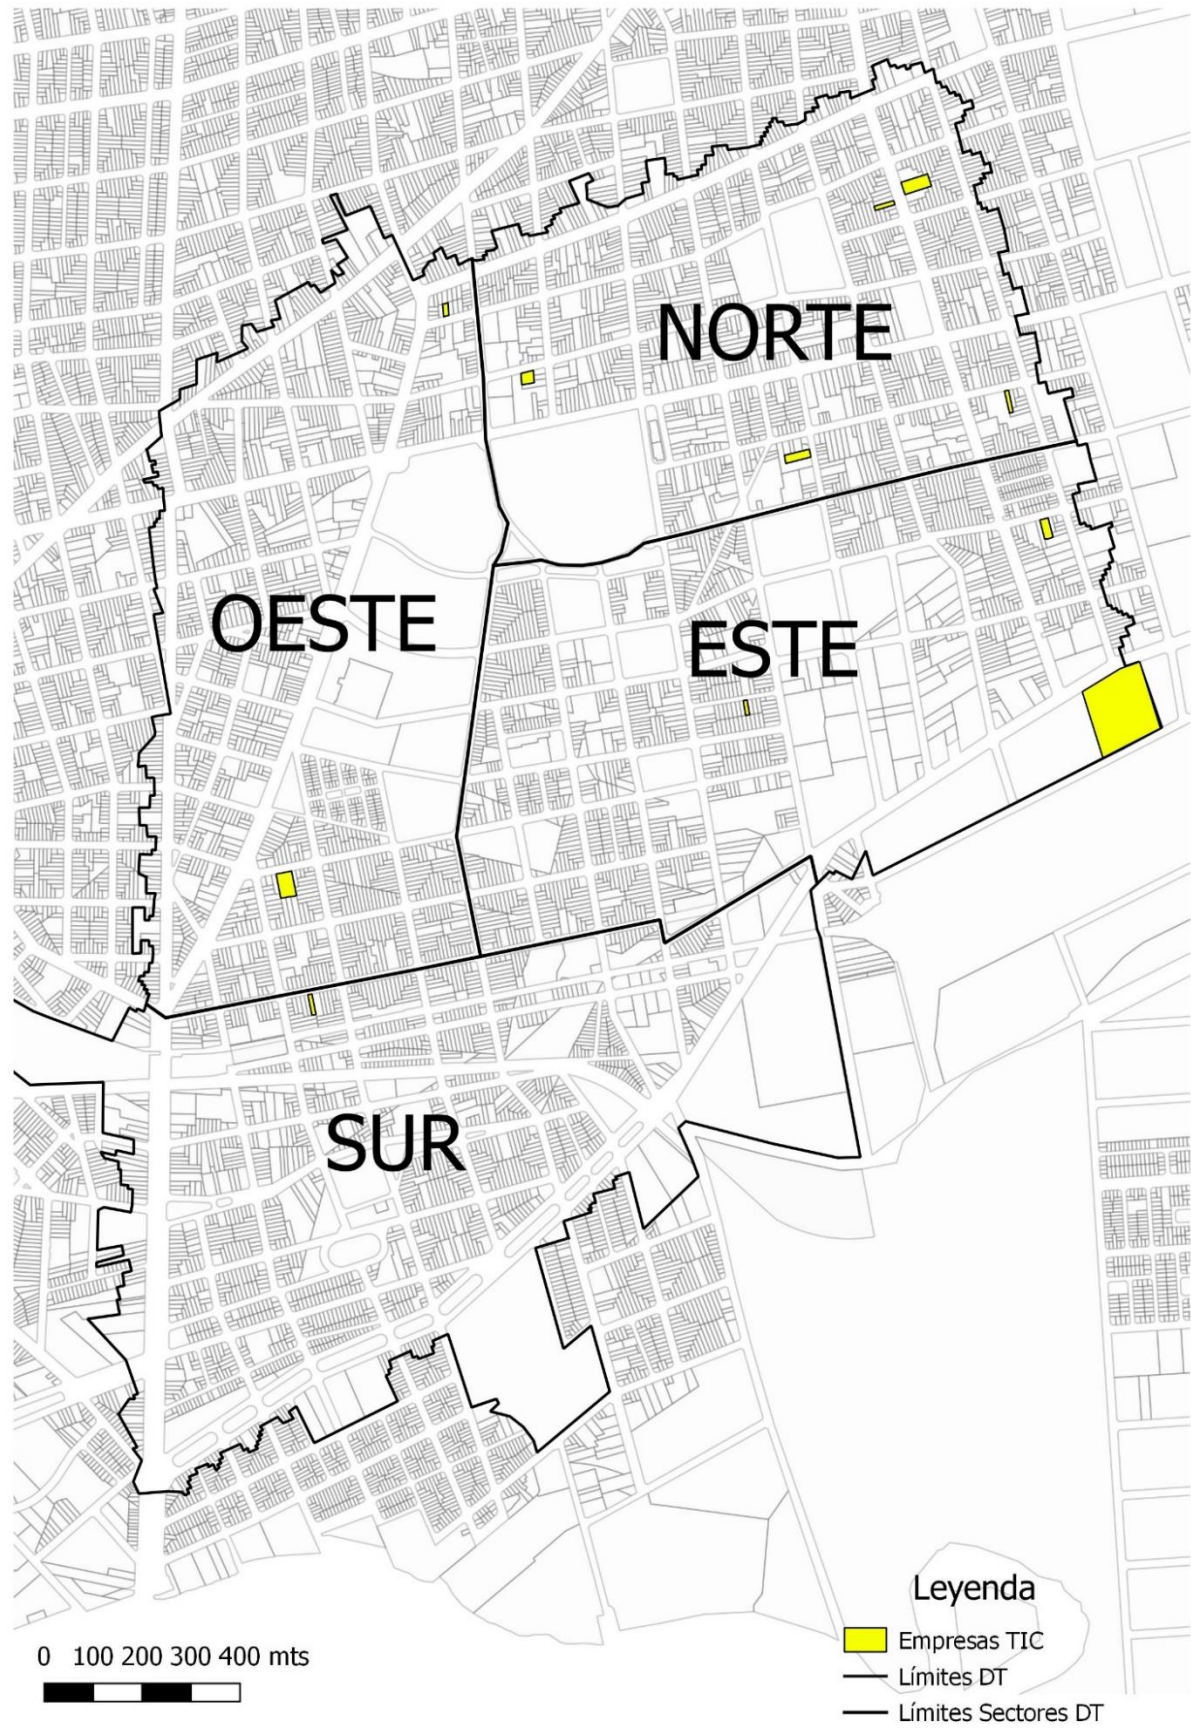 NORTE
OESTE
ESTE
SUR
Leyenda
Empresas TIC
Límites DT
Límites Sectores DT
0 100 200 300 400 mts